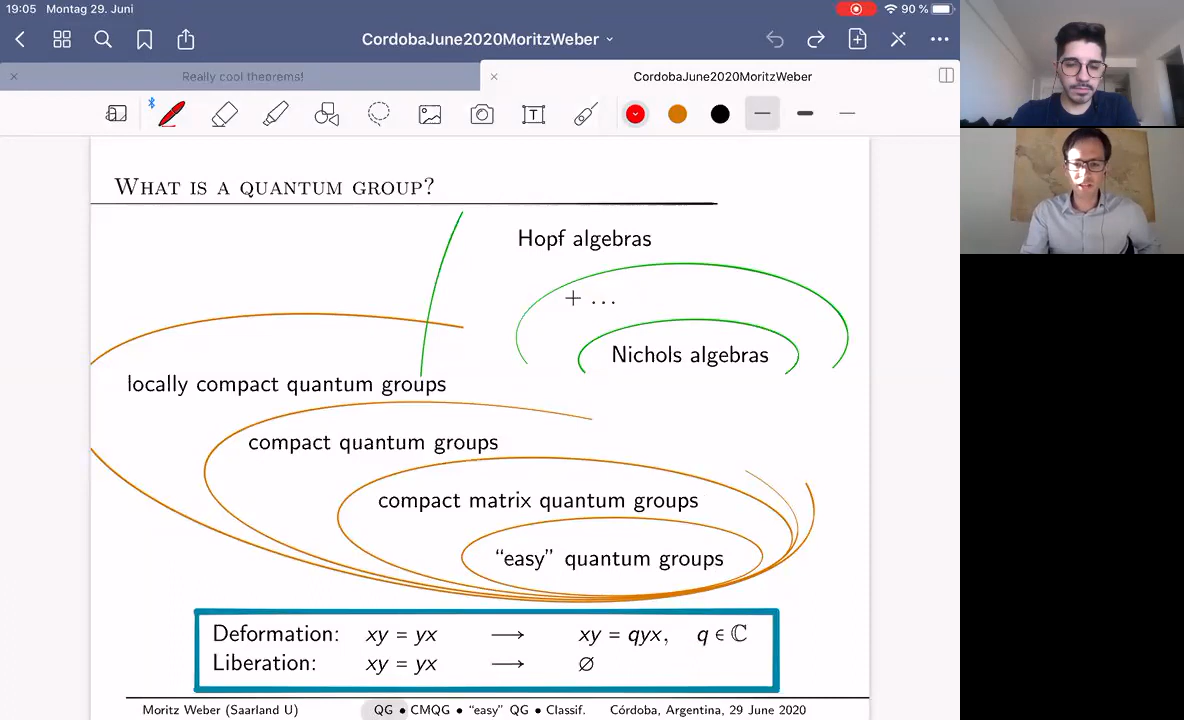 19:05 Montag 29. Juni
90 %
CordobaJune2020MoritzWeber
Really cool theorems!
CordobaJune2020MoritzWeber
T
WHAT IS A QUANTUM GROUP?
Hopf algebras
+ ...
Nichols algebras
locally compact quantum groups
compact quantum groups
compact matrix quantum groups
“easy” quantum groups
Deformation: xy = yx ⟶ xy = qyx, q ∈ ℂ
Liberation: xy = yx ⟶ ∅
Moritz Weber (Saarland U) QG • CMQG • “easy” QG • Classif. Córdoba, Argentina, 29 June 2020